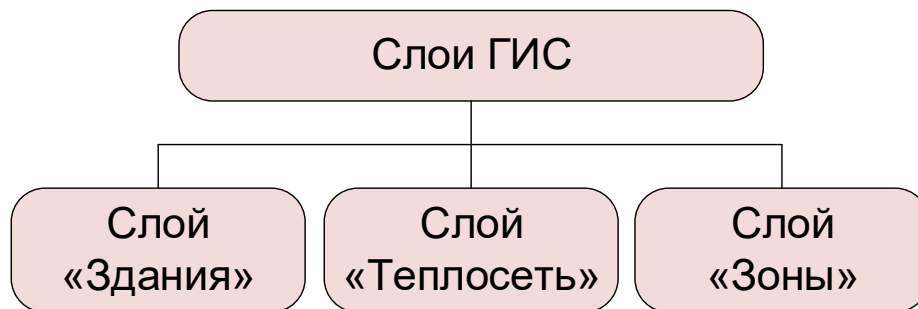 Слои ГИС
Слой
«Здания»
Слой
«Теплосеть»
Слой
«Зоны»